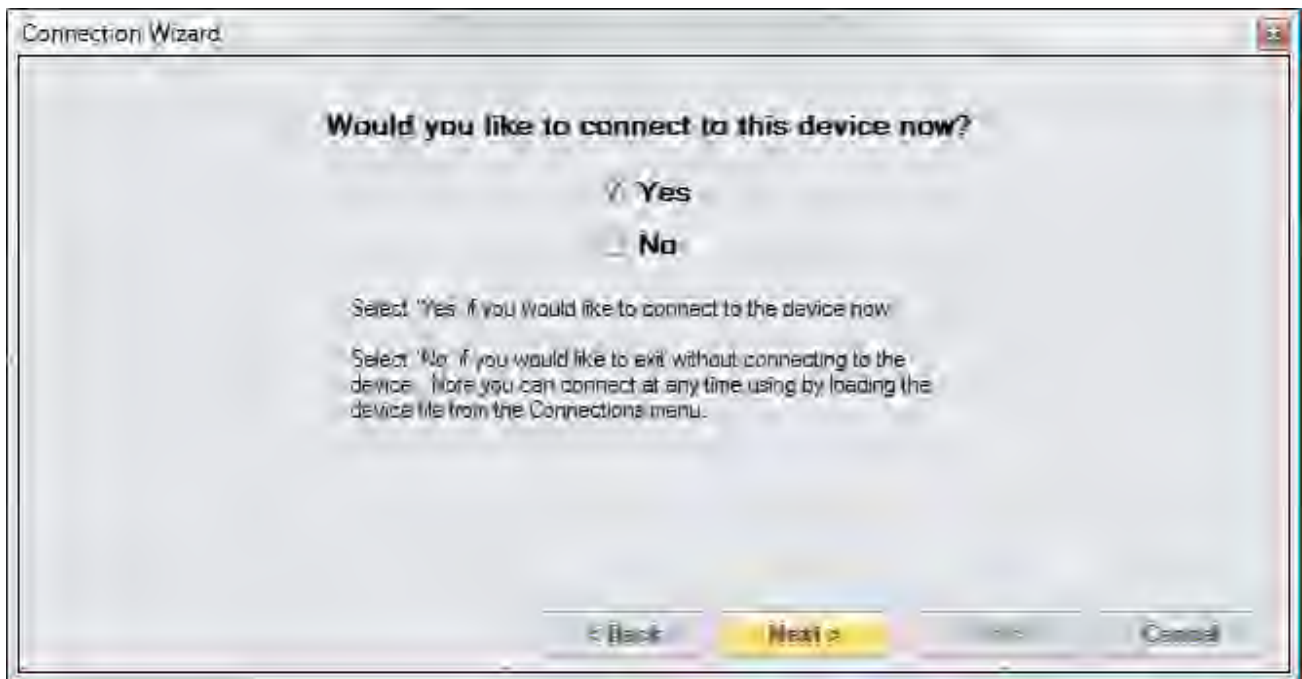 Connection Wizard
Would you like to connect to this device now?
Yes
No
Select 'Yes' if you would like to connect to the device now
Select 'No' if you would like to exit without connecting to the
device. Note you can connect at any time using by loading the
device file from the Connections menu.
< Back
Next >
Cancel